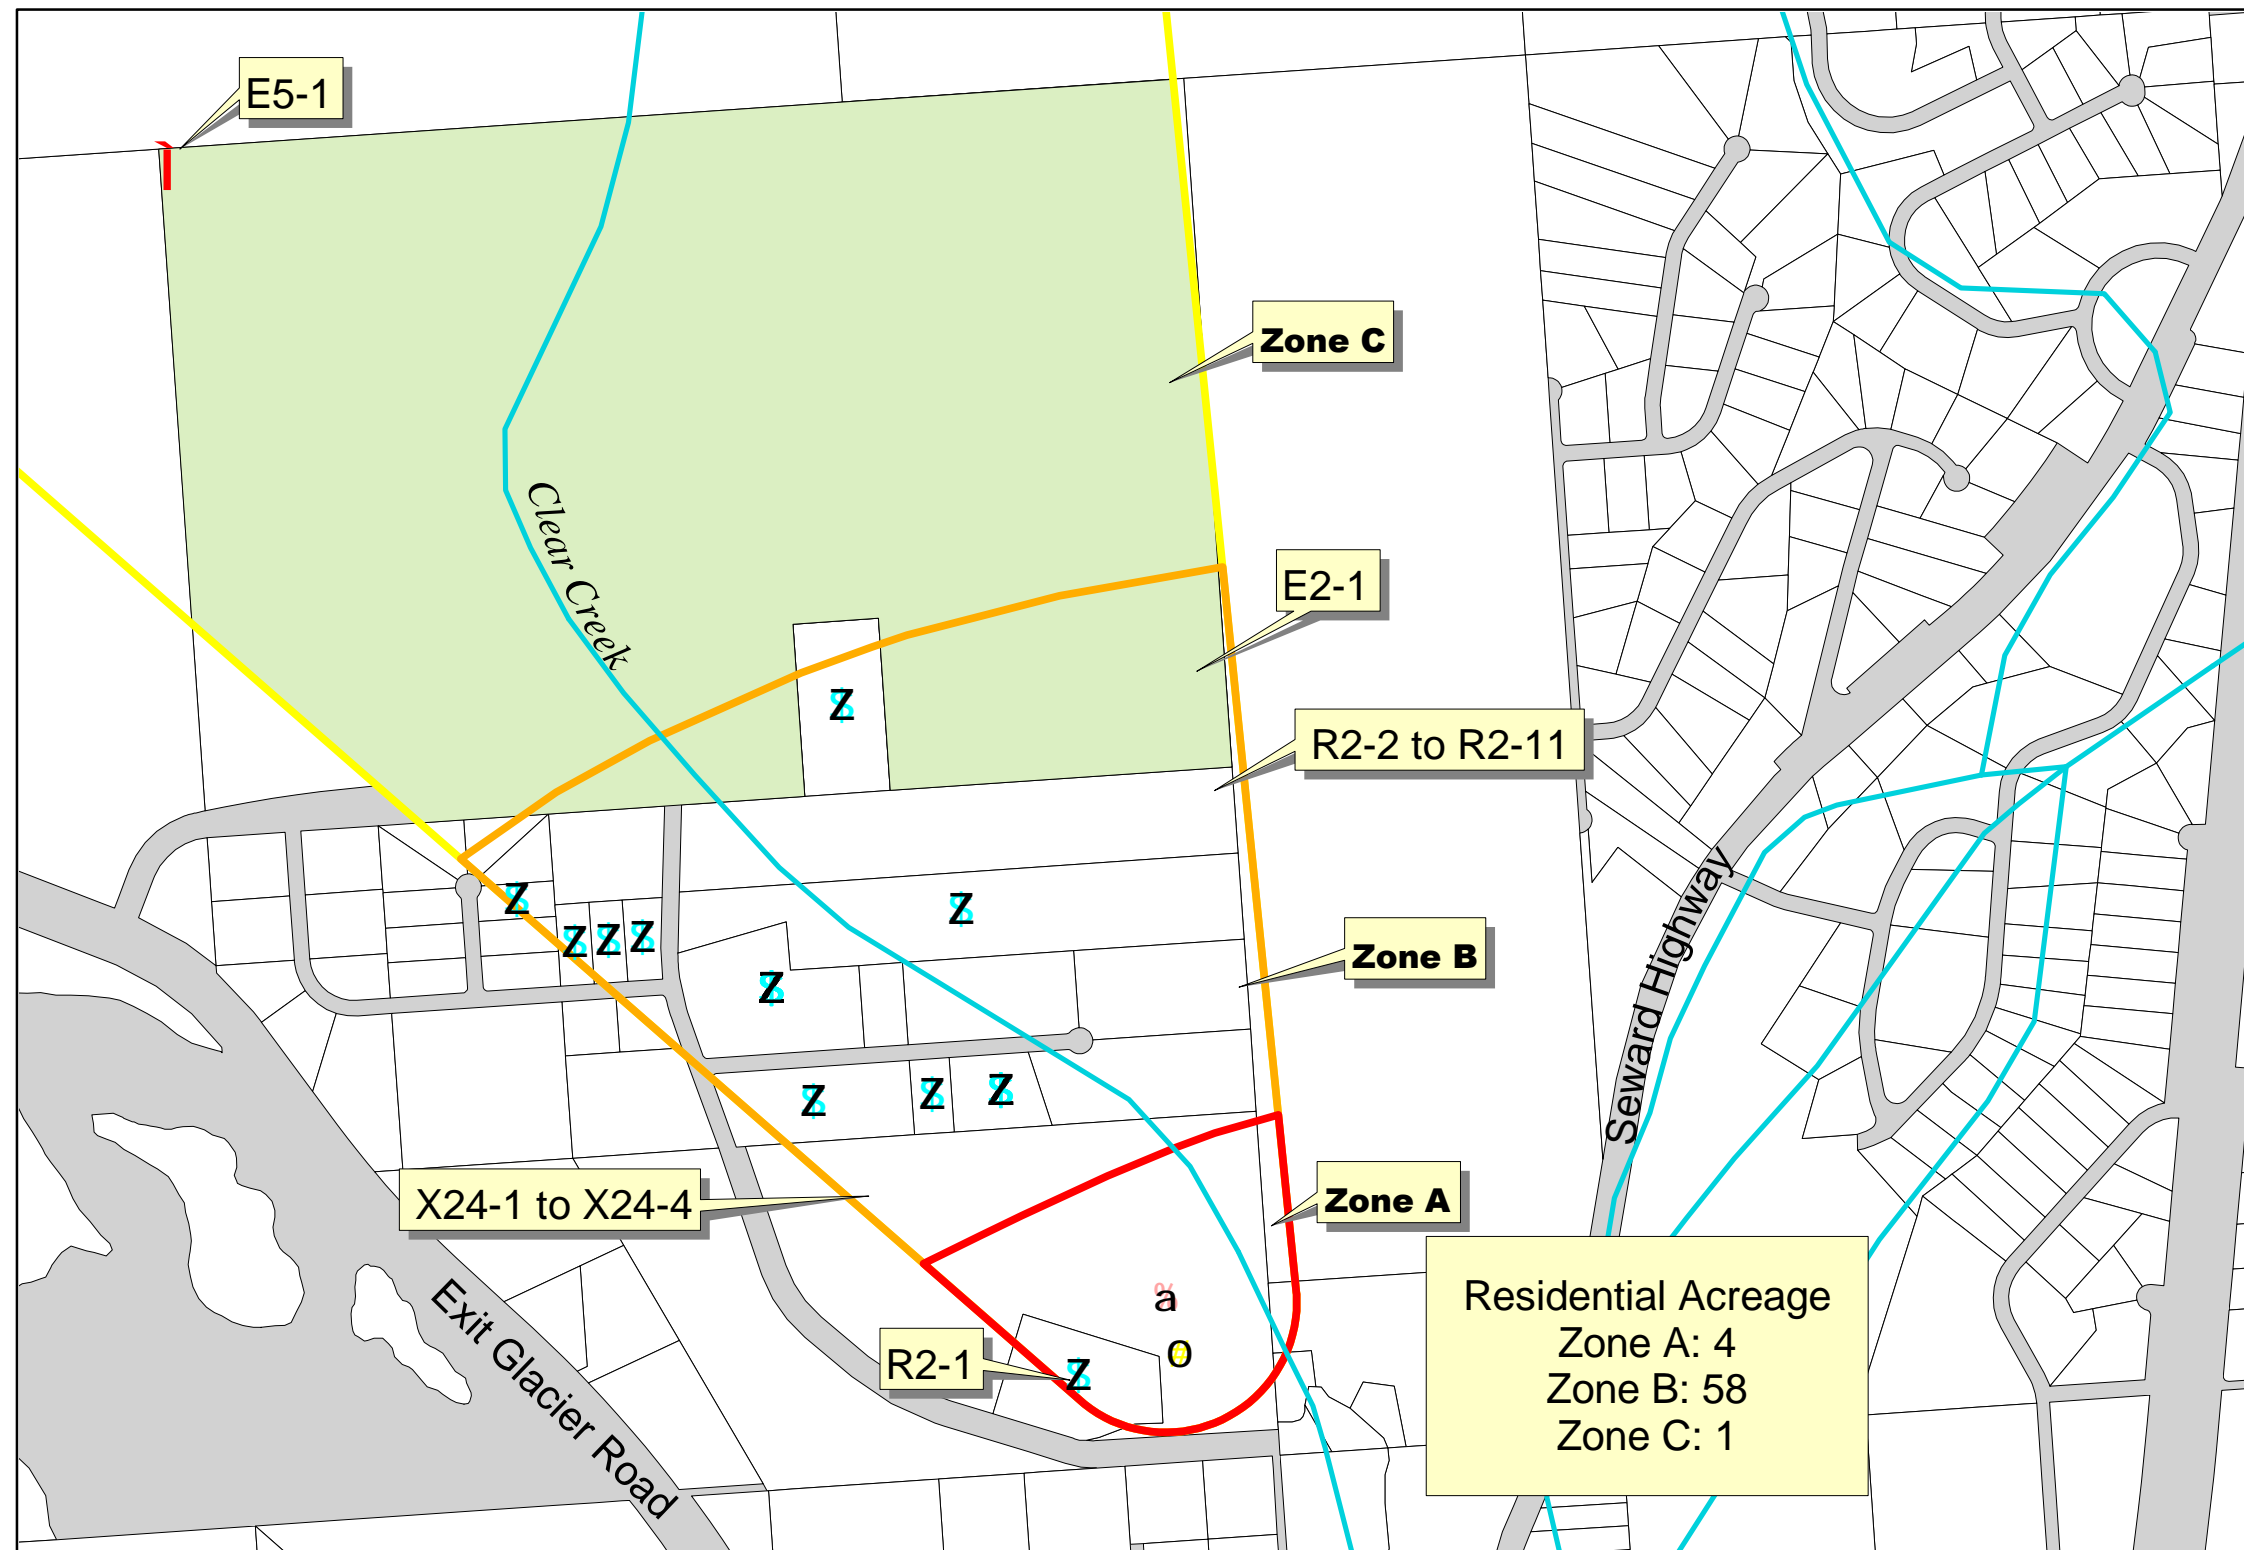 E5-1
Zone C
Clear Creek
E2-1
Z
R2-2 to R2-11
Z
Z
Z
Z
Z
Zone B
Z
Seward Highway
Z
Z
Z
X24-1 to X24-4
Zone A
a
o
R2-1
Z
Exit Glacier Road
Residential Acreage
Zone A: 4
Zone B: 58
Zone C: 1